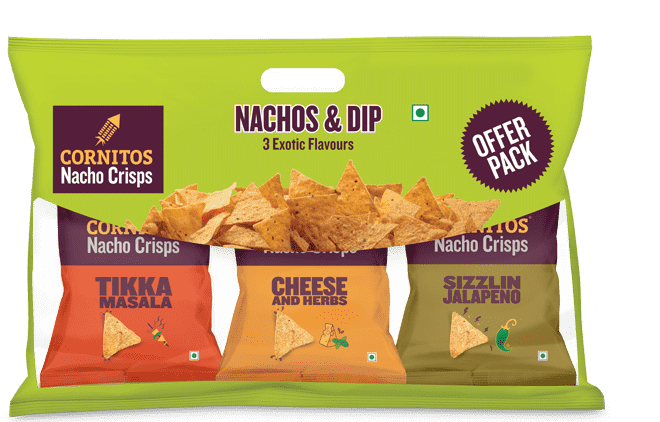 CORNITOS
Nacho Crisps
NACHOS & DIP
3 Exotic Flavours
OFFER
PACK
CORNITOS
Nacho Crisps
Nacho Crisps
CORNITOS
Nacho Crisps
TIKKA
MASALA
CHEESE
AND HERBS
SIZZLIN
JALAPENO